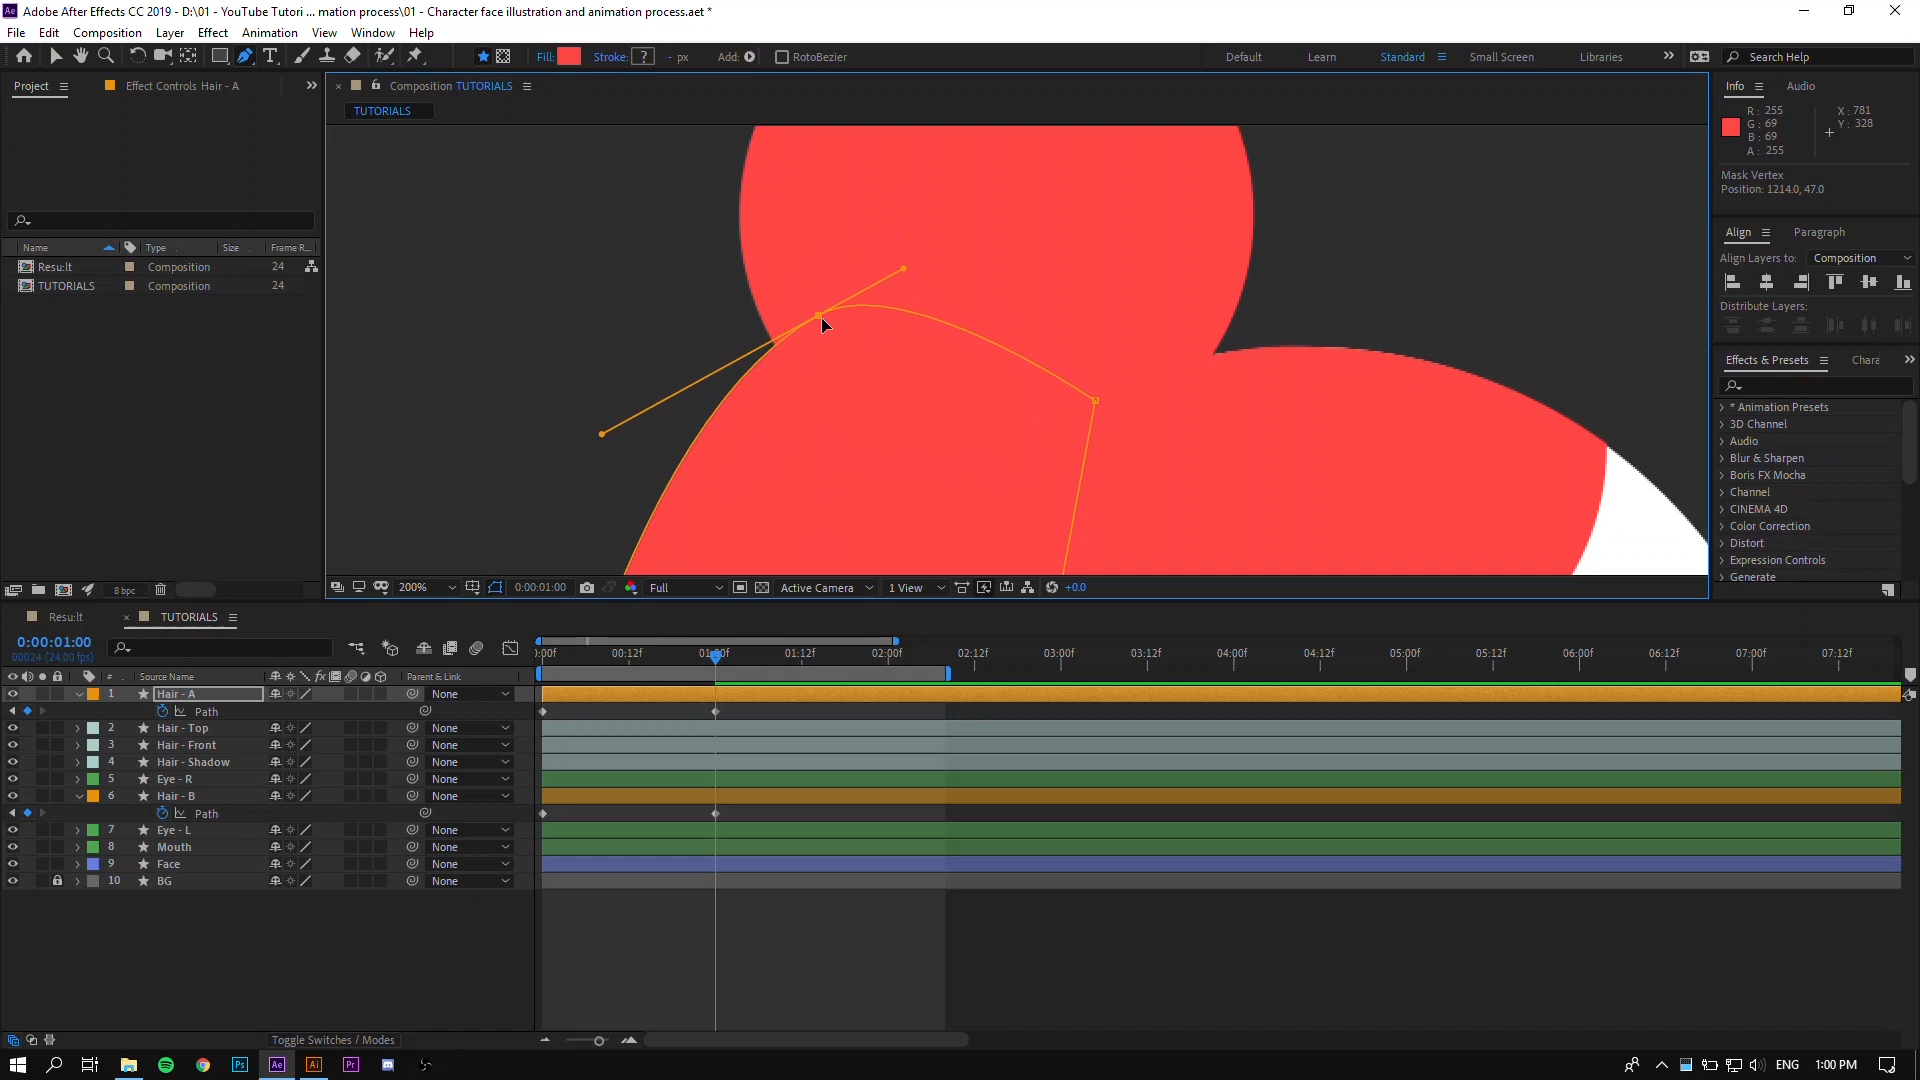 Adobe After Effects CC 2019 - D:\01 - YouTube Tutori ... mation process\01 - Character face illustration and animation process.aet *
File Edit Composition Layer Effect Animation View Window Help
Fill: Stroke: ? - px Add: RotoBezier Default Learn Standard Small Screen Libraries Search Help
Project Effect Controls Hair - A
Composition TUTORIALS
TUTORIALS
Info Audio
R: 255 X: 781
G: 69 Y: 328
B: 69
A: 255
Mask Vertex
Position: 1214.0, 47.0
Align Paragraph
Align Layers to: Composition
Distribute Layers:
Effects & Presets Chara
* Animation Presets
3D Channel
Audio
Blur & Sharpen
Boris FX Mocha
Channel
CINEMA 4D
Color Correction
Distort
Expression Controls
Generate
Name Type Size Frame R...
Resu:lt Composition 24
TUTORIALS Composition 24
8 bpc
200% 0:00:01:00 Full Active Camera 1 View +0.0
Resu:lt TUTORIALS
0:00:01:00
00024 (24.00 fps)
):00f 00:12f 01:00f 01:12f 02:00f 02:12f 03:00f 03:12f 04:00f 04:12f 05:00f 05:12f 06:00f 06:12f 07:00f 07:12f
# Source Name fx Parent & Link
1 Hair - A None
Path
2 Hair - Top None
3 Hair - Front None
4 Hair - Shadow None
5 Eye - R None
6 Hair - B None
Path
7 Eye - L None
8 Mouth None
9 Face None
10 BG None
Toggle Switches / Modes
Ps Ae Ai Pr ENG 1:00 PM